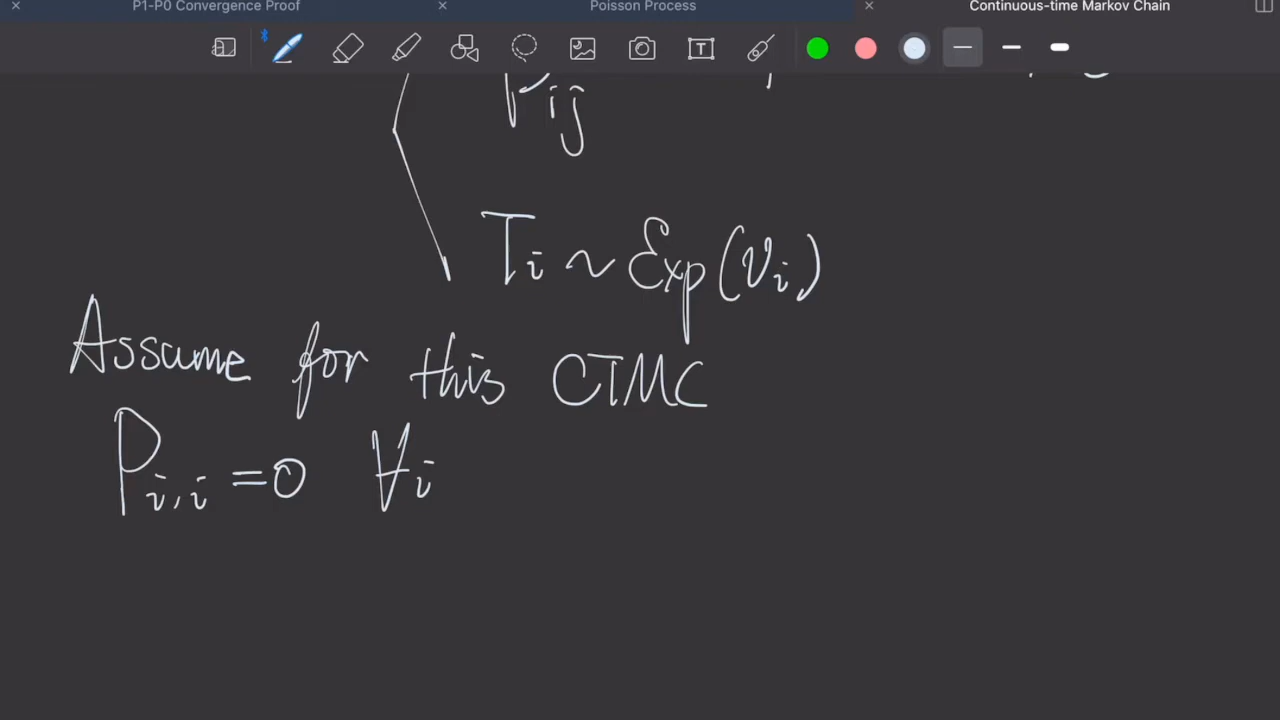 P1-P0 Convergence Proof
Poisson Process
Continuous-time Markov Chain
Pij
Ti ~ Exp(νi)
Assume for this CTMC
Pi,i =0 ∀i